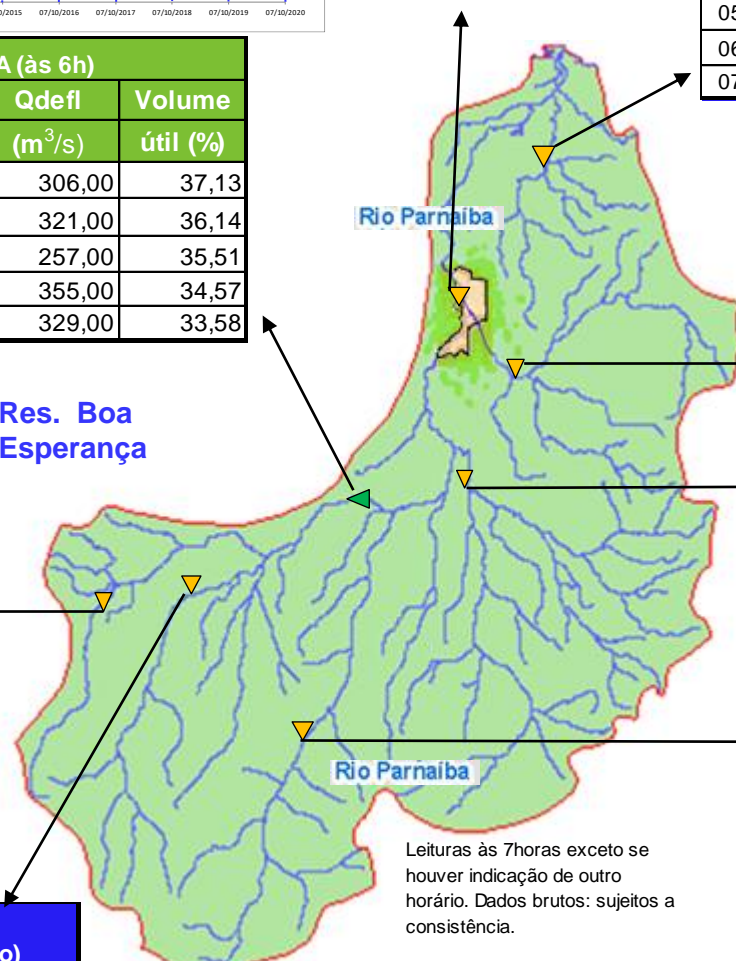 07/10/2016 07/10/2017 07/10/2018 07/10/2019 07/10/2020
05
06
07
(às 6h)
Qdefl Volume
(m³/s) útil (%)
306,00 37,13
321,00 36,14
257,00 35,51
355,00 34,57
329,00 33,58
Rio Parnaíba
Res. Boa
Esperança
Rio Parnaíba
Leituras às 7horas exceto se
houver indicação de outro
horário. Dados brutos: sujeitos a
consistência.